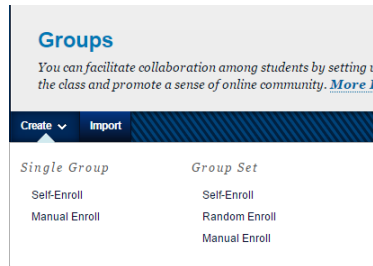 Groups
You can facilitate collaboration among students by setting
the class and promote a sense of online community. More
Create Import
Single Group Group Set
Self-Enroll Self-Enroll
Manual Enroll Random Enroll
Manual Enroll